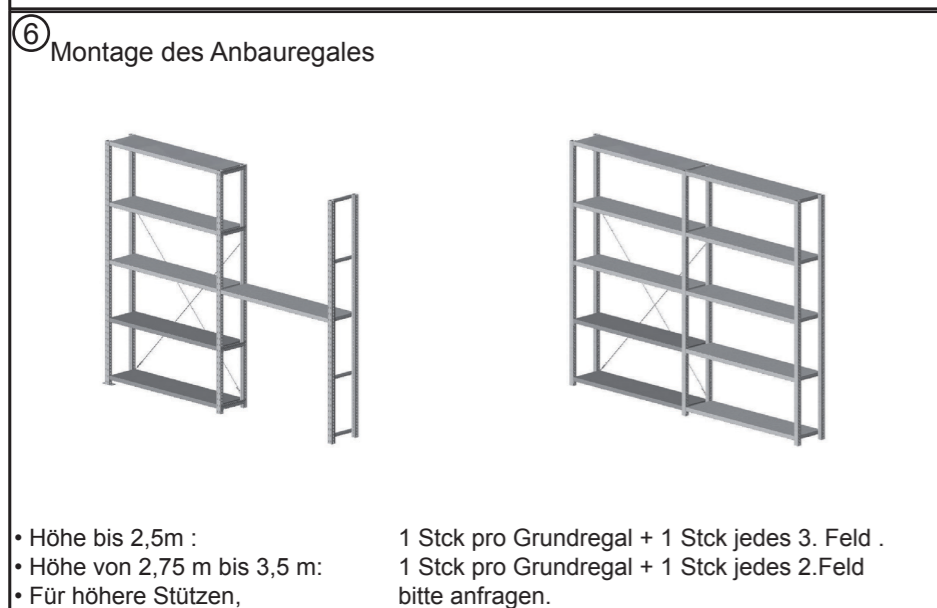 6
Montage des Anbauregales
• Höhe bis 2,5m : 1 Stck pro Grundregal + 1 Stck jedes 3. Feld .
• Höhe von 2,75 m bis 3,5 m: 1 Stck pro Grundregal + 1 Stck jedes 2.Feld
• Für höhere Stützen, bitte anfragen.